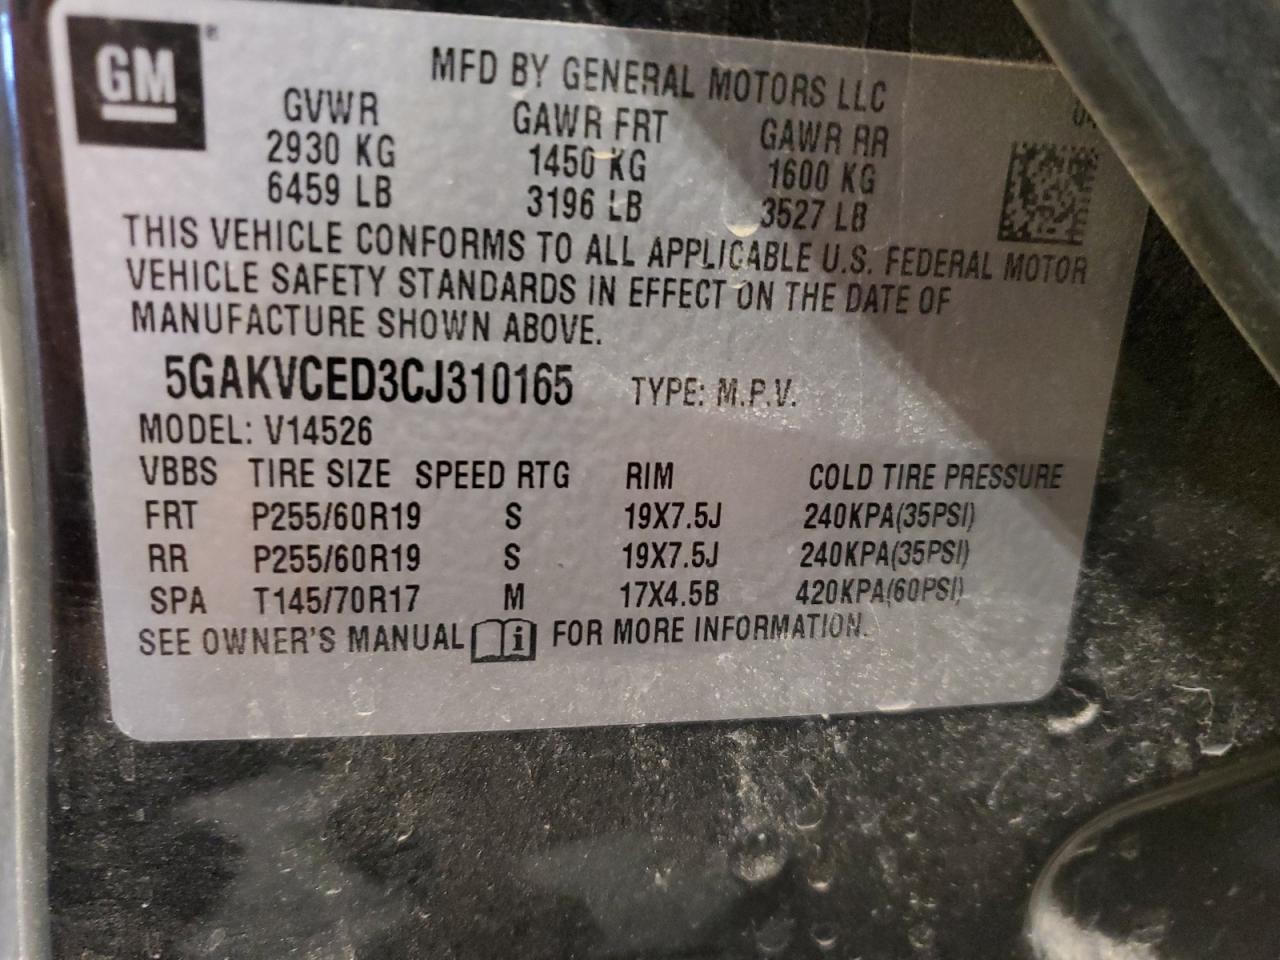 GM
MFD BY GENERAL MOTORS LLC
GVWR GAWR FRT GAWR RR
2930 KG 1450 KG 1600 KG
6459 LB 3196 LB 3527 LB
THIS VEHICLE CONFORMS TO ALL APPLICABLE U.S. FEDERAL MOTOR
VEHICLE SAFETY STANDARDS IN EFFECT ON THE DATE OF
MANUFACTURE SHOWN ABOVE.
5GAKVCED3CJ310165 TYPE: M.P.V.
MODEL: V14526
VBBS TIRE SIZE SPEED RTG RIM COLD TIRE PRESSURE
FRT P255/60R19 S 19X7.5J 240KPA(35PSI)
RR P255/60R19 S 19X7.5J 240KPA(35PSI)
SPA T145/70R17 M 17X4.5B 420KPA(60PSI)
SEE OWNER'S MANUAL i FOR MORE INFORMATION.